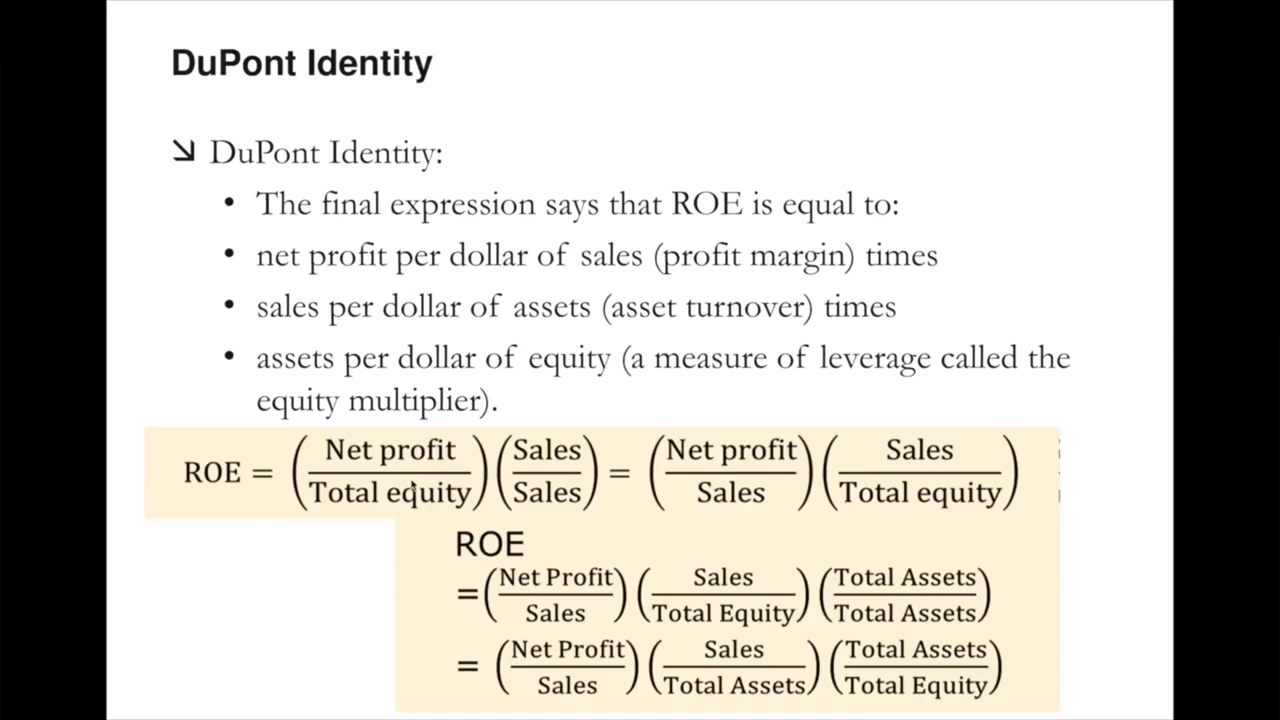 DuPont Identity
↘ DuPont Identity:
• The final expression says that ROE is equal to:
• net profit per dollar of sales (profit margin) times
• sales per dollar of assets (asset turnover) times
• assets per dollar of equity (a measure of leverage called the
equity multiplier).
ROE = (Net profit / Total equity) (Sales / Sales) = (Net profit / Sales) (Sales / Total equity)
ROE
= (Net Profit / Sales) (Sales / Total Equity) (Total Assets / Total Assets)
= (Net Profit / Sales) (Sales / Total Assets) (Total Assets / Total Equity)